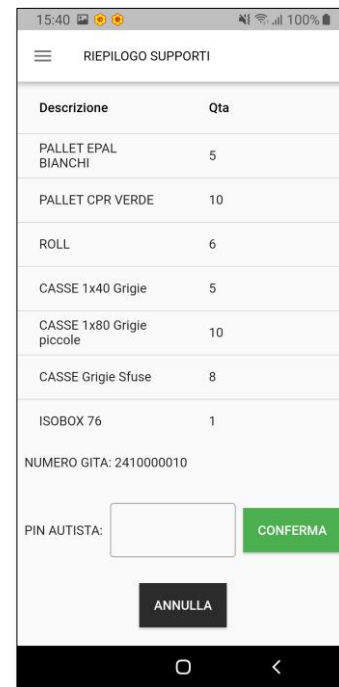 15:40 100%
RIEPILOGO SUPPORTI
Descrizione Qta
PALLET EPAL
BIANCHI 5
PALLET CPR VERDE 10
ROLL 6
CASSE 1x40 Grigie 5
CASSE 1x80 Grigie
piccole 10
CASSE Grigie Sfuse 8
ISOBOX 76 1
NUMERO GITA: 2410000010
PIN AUTISTA: CONFERMA
ANNULLA